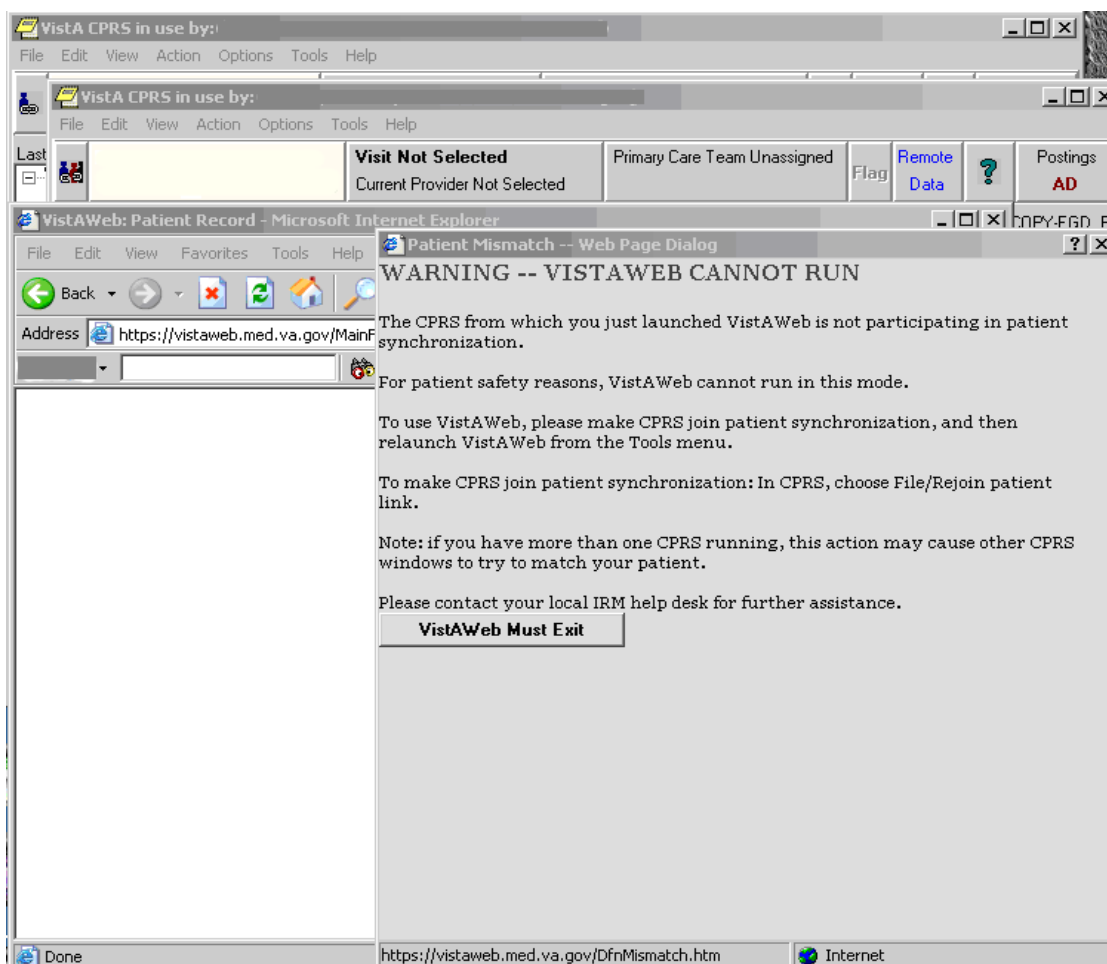 VistA CPRS in use by:
File Edit View Action Options Tools Help
VistA CPRS in use by:
File Edit View Action Options Tools Help
Last
Visit Not Selected
Current Provider Not Selected
Primary Care Team Unassigned
Flag
Remote
Data
?
Postings
AD
VistAWeb: Patient Record - Microsoft Internet Explorer
File Edit View Favorites Tools Help
Back
Address https://vistaweb.med.va.gov/MainF
Patient Mismatch -- Web Page Dialog
WARNING -- VISTAWEB CANNOT RUN
The CPRS from which you just launched VistAWeb is not participating in patient
synchronization.
For patient safety reasons, VistAWeb cannot run in this mode.
To use VistAWeb, please make CPRS join patient synchronization, and then
relaunch VistAWeb from the Tools menu.
To make CPRS join patient synchronization: In CPRS, choose File/Rejoin patient
link.
Note: if you have more than one CPRS running, this action may cause other CPRS
windows to try to match your patient.
Please contact your local IRM help desk for further assistance.
VistAWeb Must Exit
Done
https://vistaweb.med.va.gov/DfnMismatch.htm
Internet